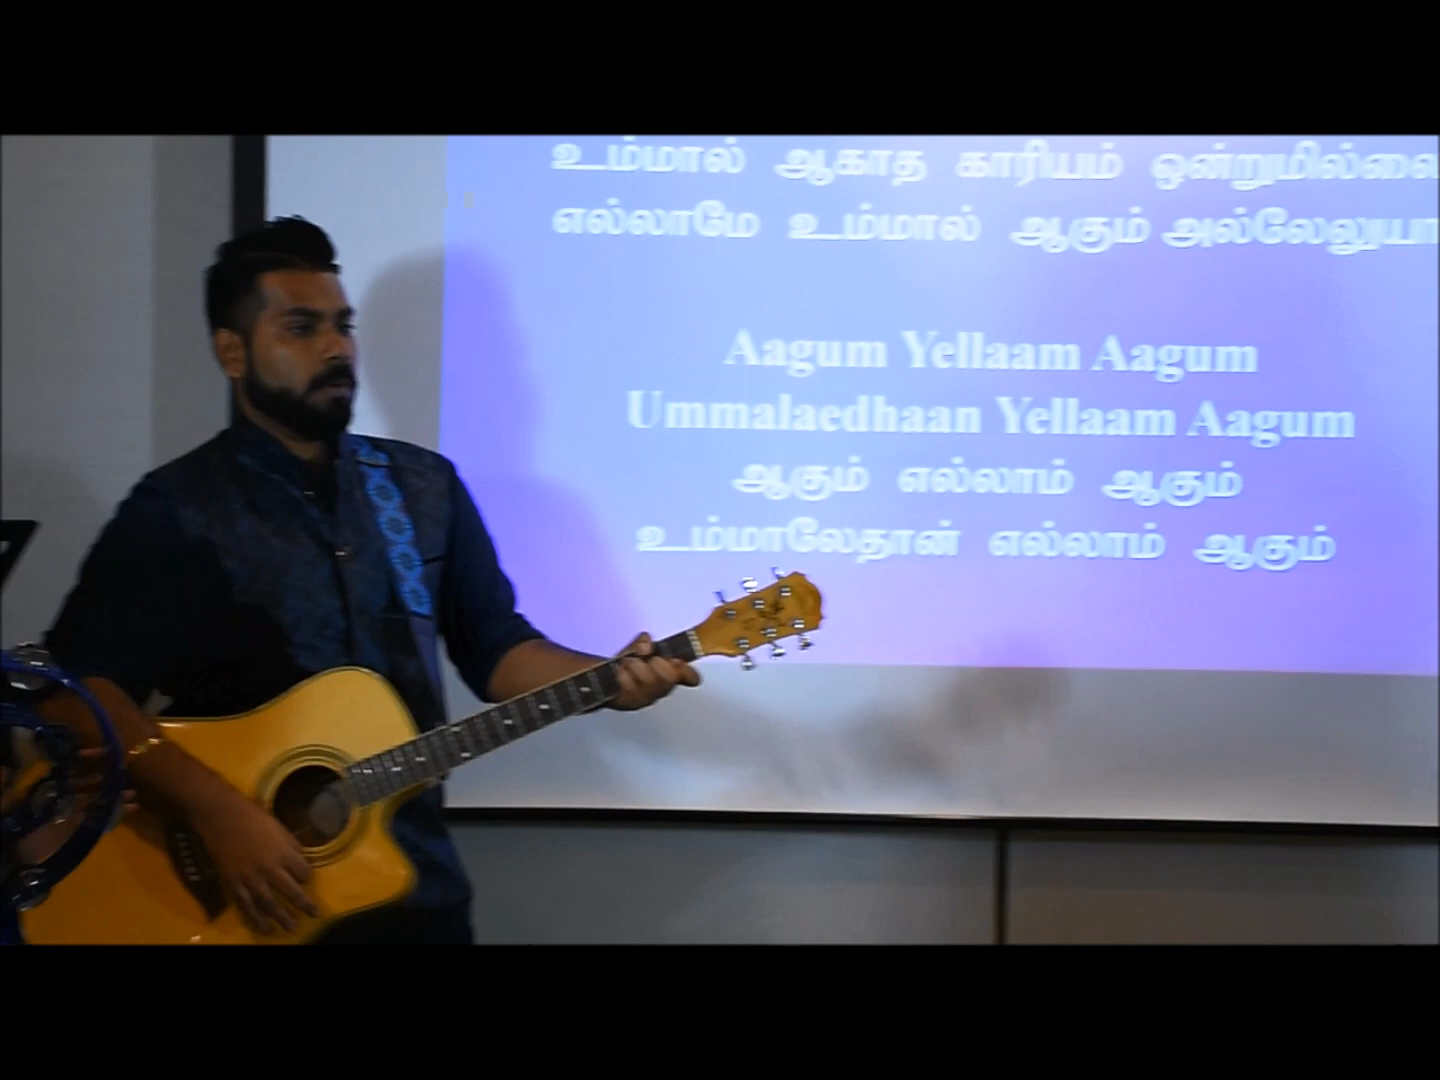 உம்மால் ஆகாத காரியம் ஒன்றுமில்லை
எல்லாமே உம்மால் ஆகும் அல்லேலுயா
Aagum Yellaam Aagum
Ummalaedhaan Yellaam Aagum
ஆகும் எல்லாம் ஆகும்
உம்மாலேதான் எல்லாம் ஆகும்